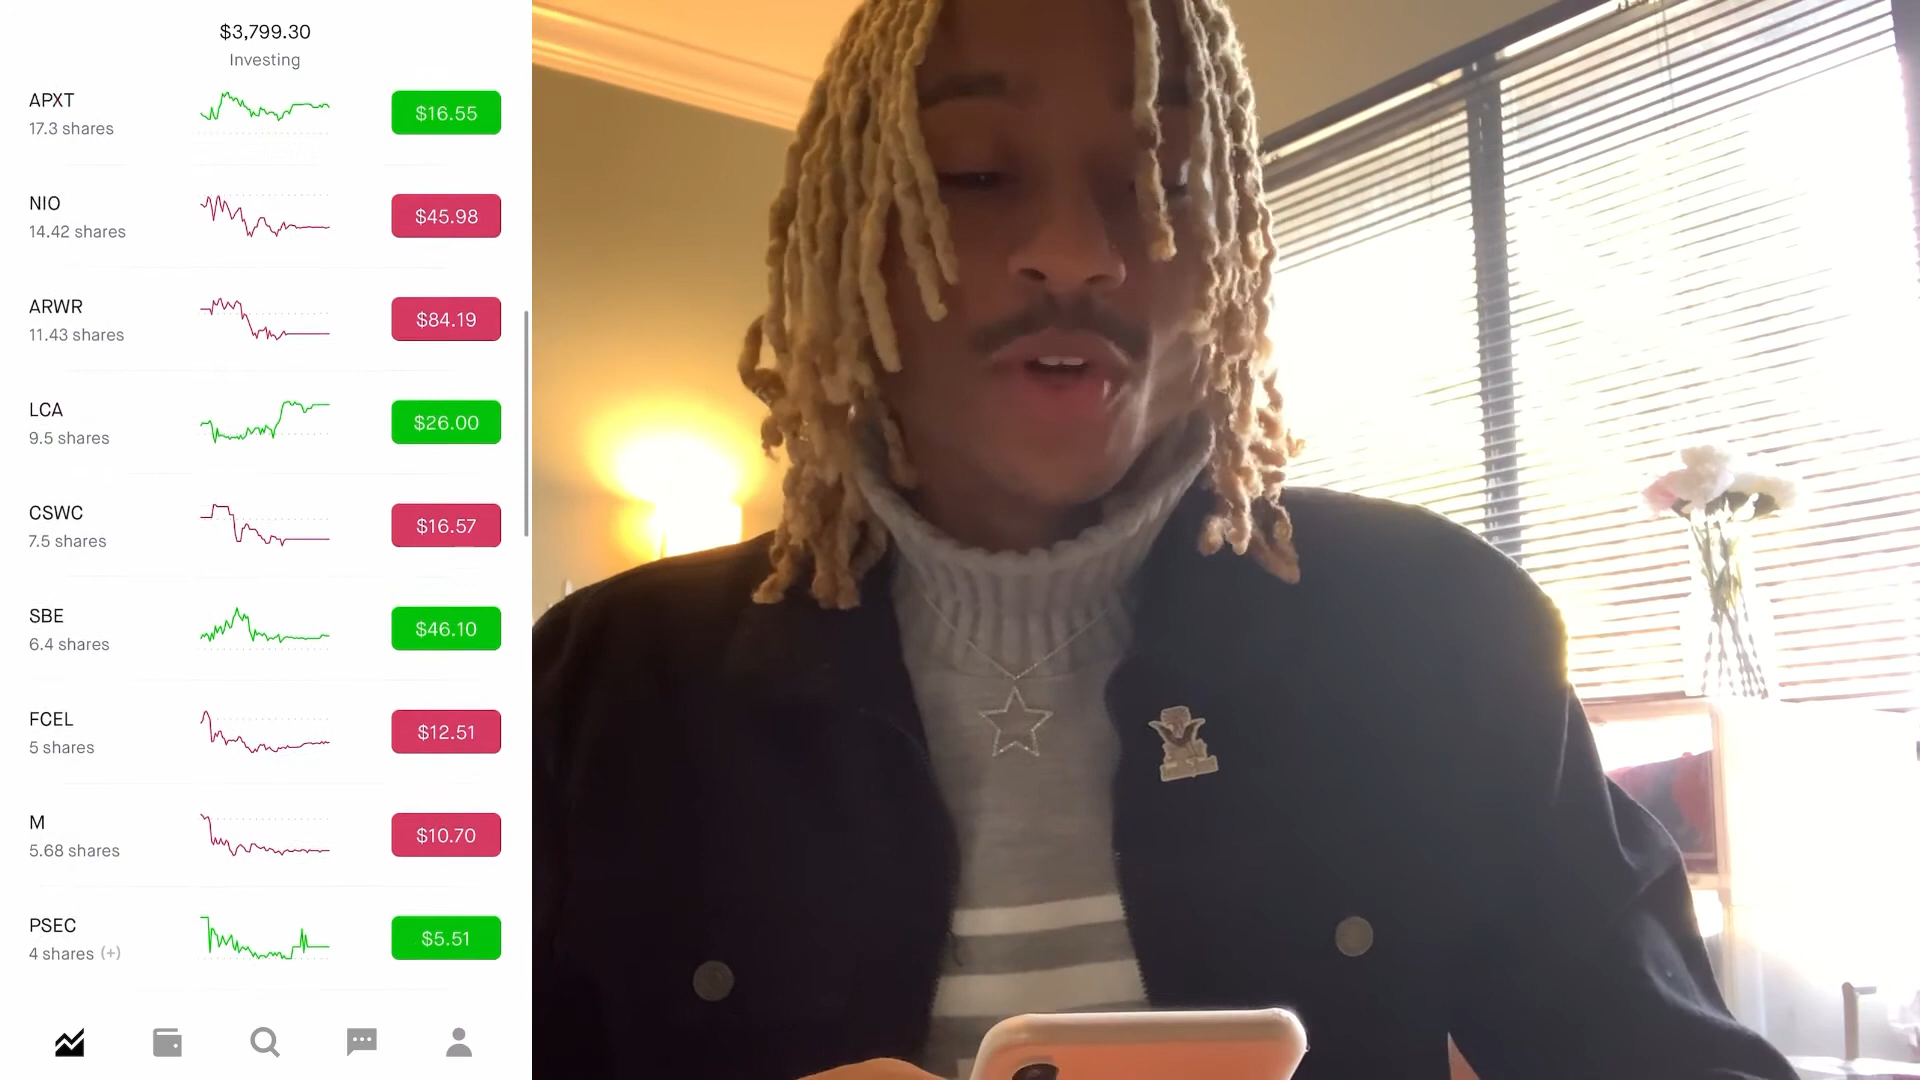 $3,799.30
Investing
APXT
17.3 shares
$16.55
NIO
14.42 shares
$45.98
ARWR
11.43 shares
$84.19
LCA
9.5 shares
$26.00
CSWC
7.5 shares
$16.57
SBE
6.4 shares
$46.10
FCEL
5 shares
$12.51
M
5.68 shares
$10.70
PSEC
4 shares (+)
$5.51